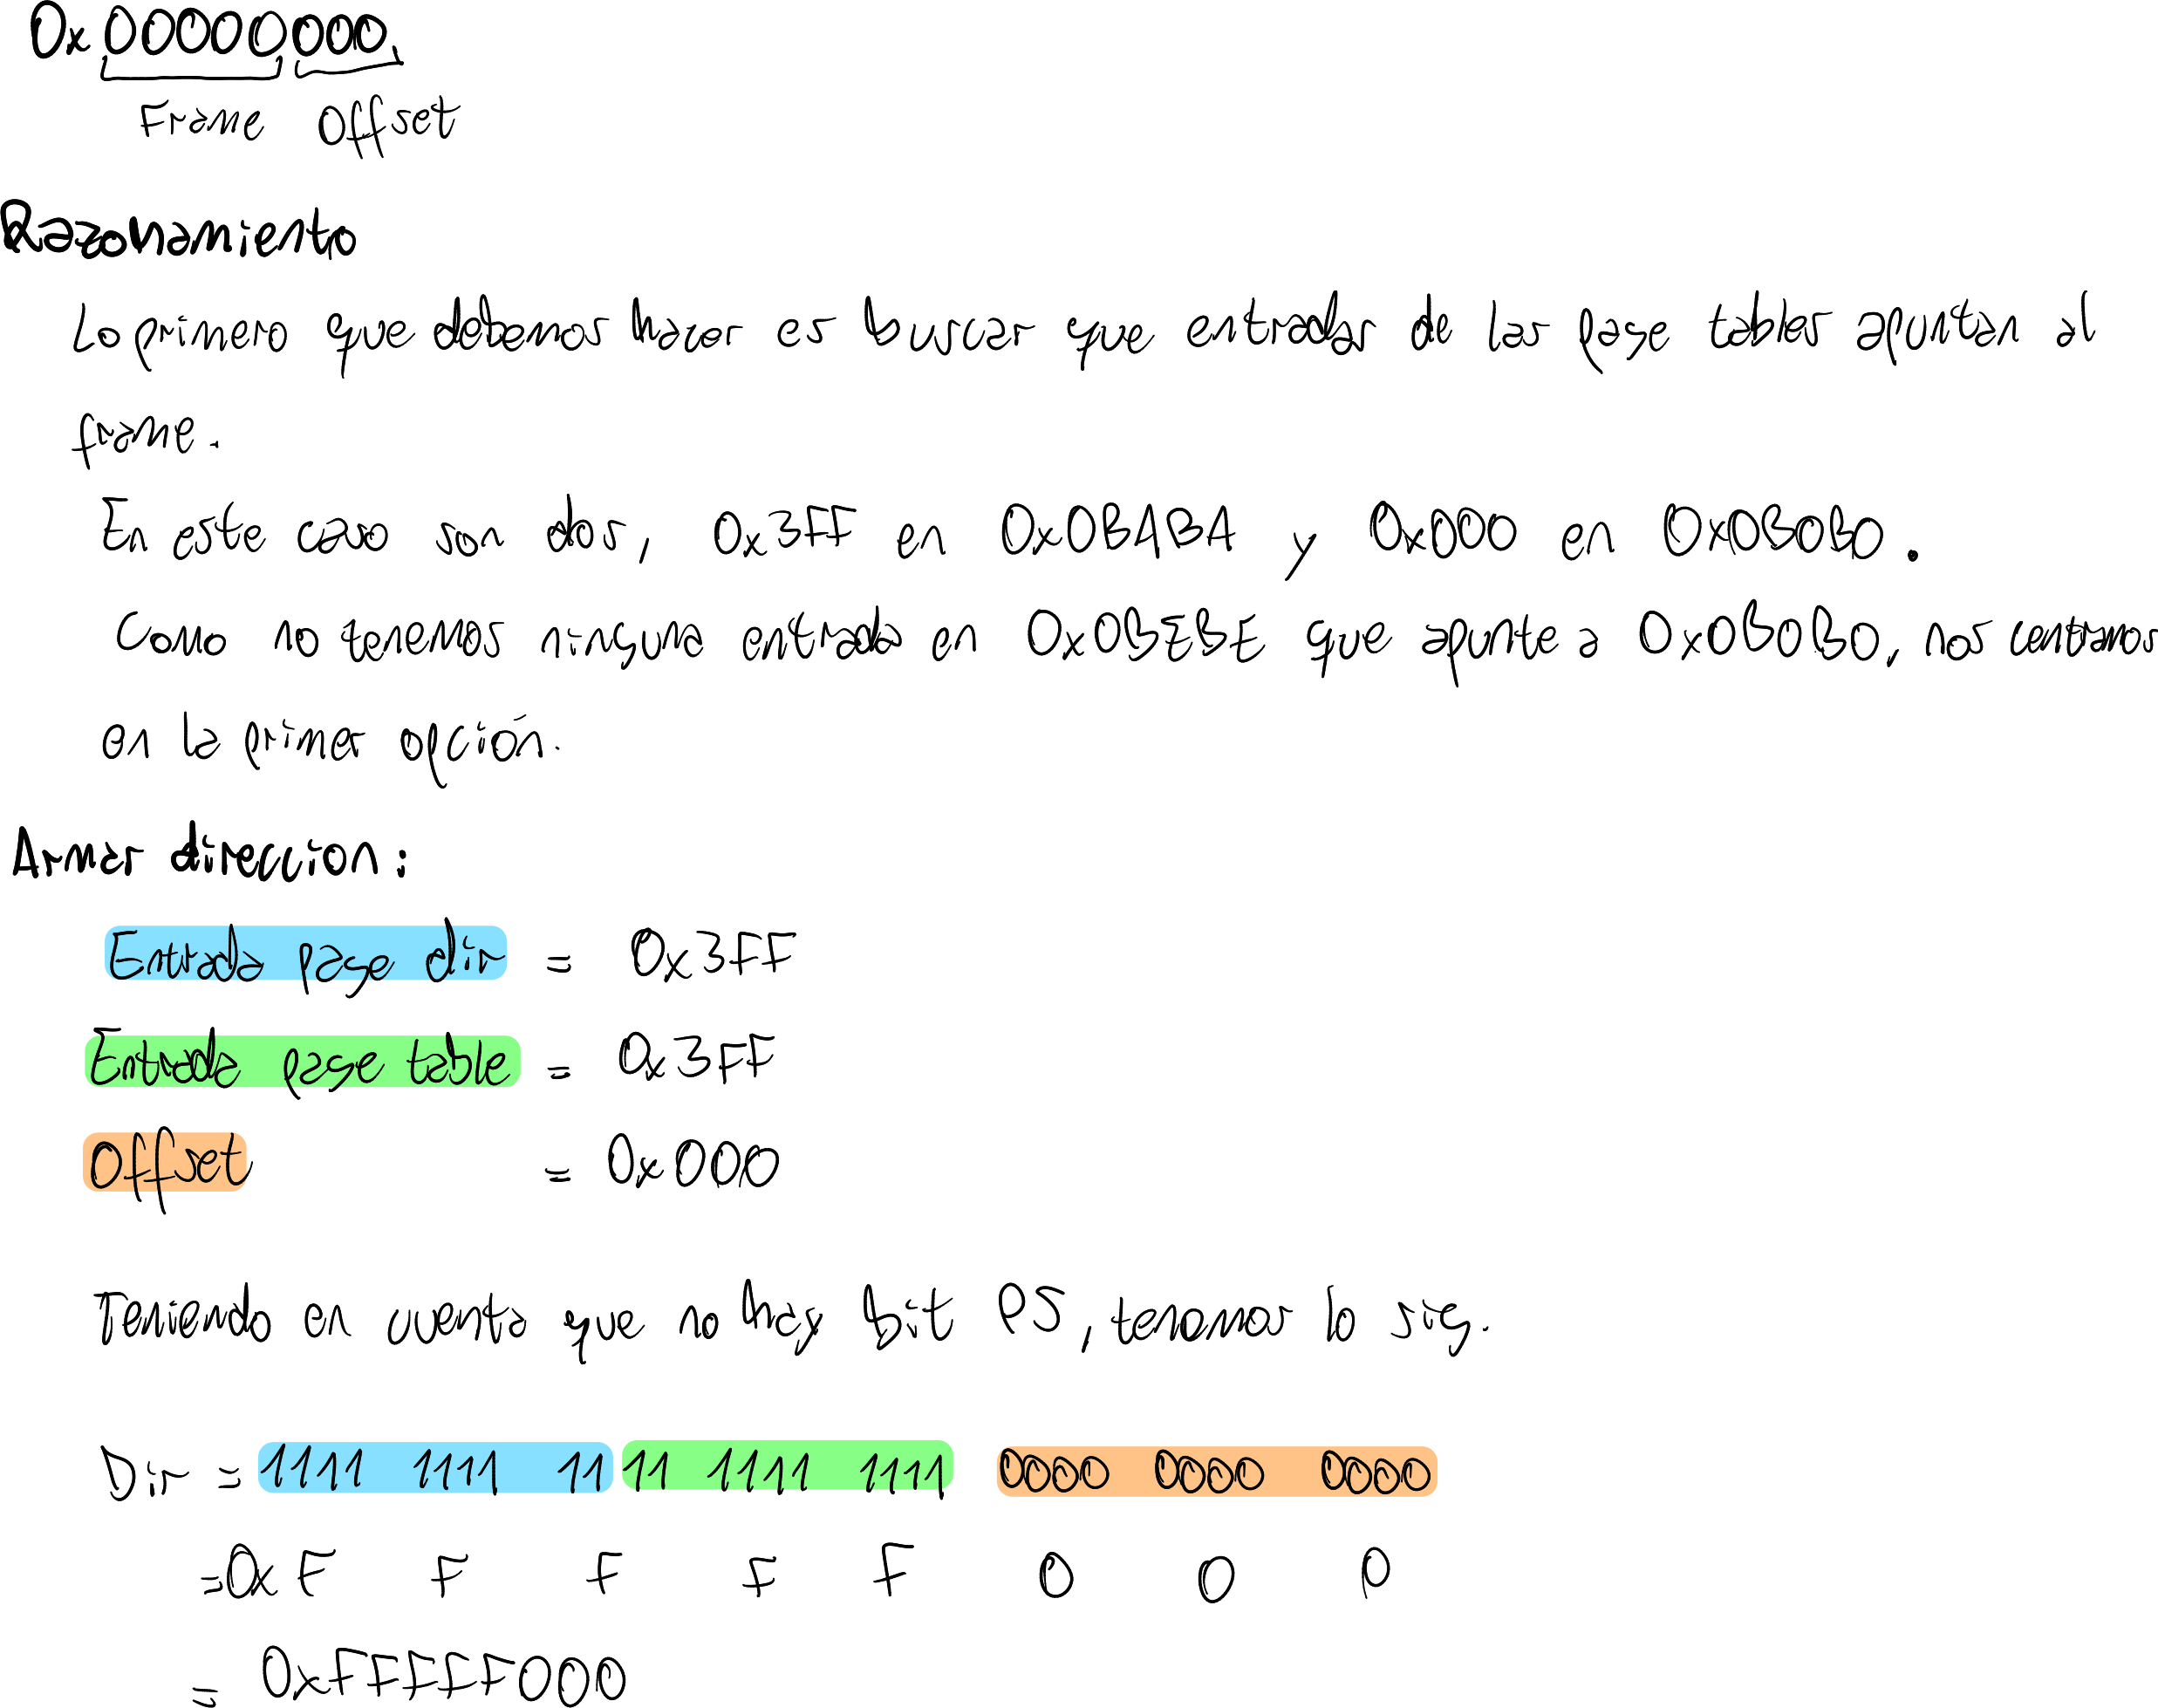 0x00000000.
Frame Offset
Razonamiento
Lo primero que debemos hacer es buscar que entradas de las page tables apuntan al
frame.
En este caso son dos, 0x3FF en 0x0BABA y 0x000 en 0x0B0B0.
Como no tenemos ninguna entrada en 0x0BEBE que apunte a 0x0B0B0, nos centramos
en la primer opción.
Armar direccion:
Entrada page dir = 0x3FF
Entrada page table = 0x3FF
Offset = 0x000
Teniendo en cuenta que no hay bit PS, tenemos lo sig.
Dir = 1111 1111 1111 1111 1111 0000 0000 0000
= 0x F F F F F 0 0 0
= 0xFFFFF000